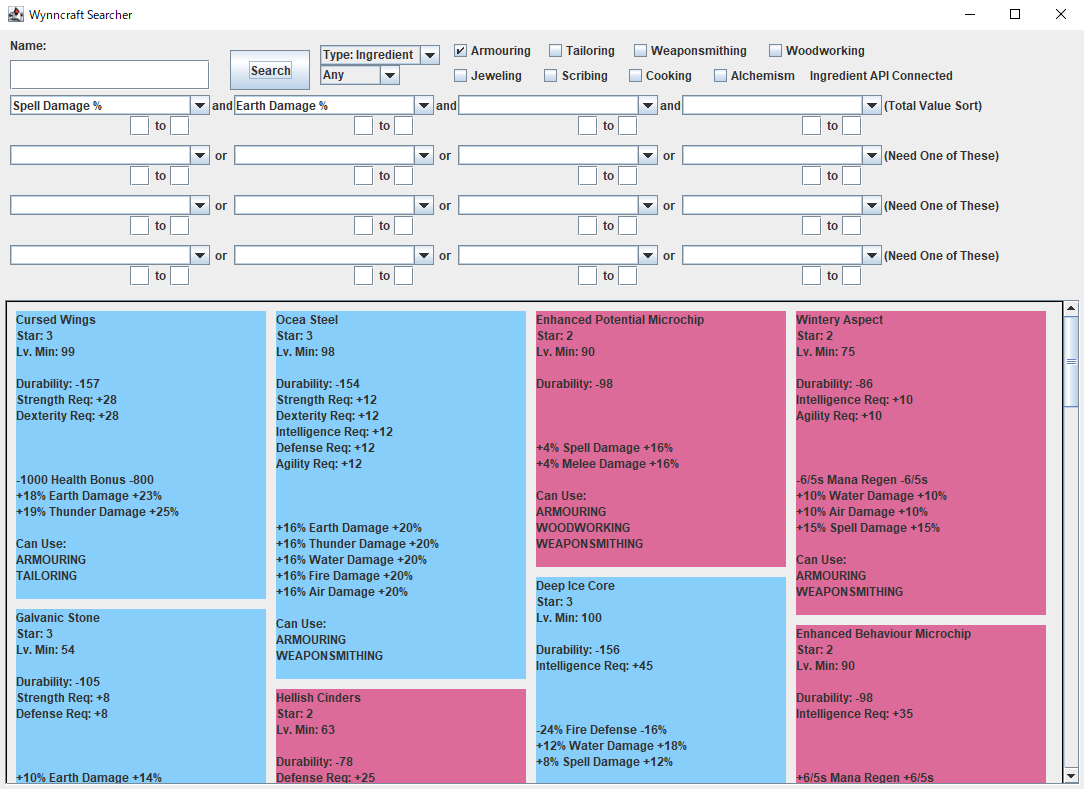 Wynncraft Searcher
Name:
Search
Type: Ingredient
Any
Armouring Tailoring Weaponsmithing Woodworking
Jeweling Scribing Cooking Alchemism Ingredient API Connected
Spell Damage % and Earth Damage % and and (Total Value Sort)
to to to to
or or or (Need One of These)
to to to to
or or or (Need One of These)
to to to to
or or or (Need One of These)
to to to to
Cursed Wings
Star: 3
Lv. Min: 99
Durability: -157
Strength Req: +28
Dexterity Req: +28
-1000 Health Bonus -800
+18% Earth Damage +23%
+19% Thunder Damage +25%
Can Use:
ARMOURING
TAILORING
Galvanic Stone
Star: 3
Lv. Min: 54
Durability: -105
Strength Req: +8
Defense Req: +8
+10% Earth Damage +14%
Ocea Steel
Star: 3
Lv. Min: 98
Durability: -154
Strength Req: +12
Dexterity Req: +12
Intelligence Req: +12
Defense Req: +12
Agility Req: +12
+16% Earth Damage +20%
+16% Thunder Damage +20%
+16% Water Damage +20%
+16% Fire Damage +20%
+16% Air Damage +20%
Can Use:
ARMOURING
WEAPONSMITHING
Hellish Cinders
Star: 2
Lv. Min: 63
Durability: -78
Defense Req: +25
Enhanced Potential Microchip
Star: 2
Lv. Min: 90
Durability: -98
+4% Spell Damage +16%
+4% Melee Damage +16%
Can Use:
ARMOURING
WOODWORKING
WEAPONSMITHING
Deep Ice Core
Star: 3
Lv. Min: 100
Durability: -156
Intelligence Req: +45
-24% Fire Defense -16%
+12% Water Damage +18%
+8% Spell Damage +12%
Wintery Aspect
Star: 2
Lv. Min: 75
Durability: -86
Intelligence Req: +10
Agility Req: +10
-6/5s Mana Regen -6/5s
+10% Water Damage +10%
+10% Air Damage +10%
+15% Spell Damage +15%
Can Use:
ARMOURING
WEAPONSMITHING
Enhanced Behaviour Microchip
Star: 2
Lv. Min: 90
Durability: -98
Intelligence Req: +35
+6/5s Mana Regen +6/5s